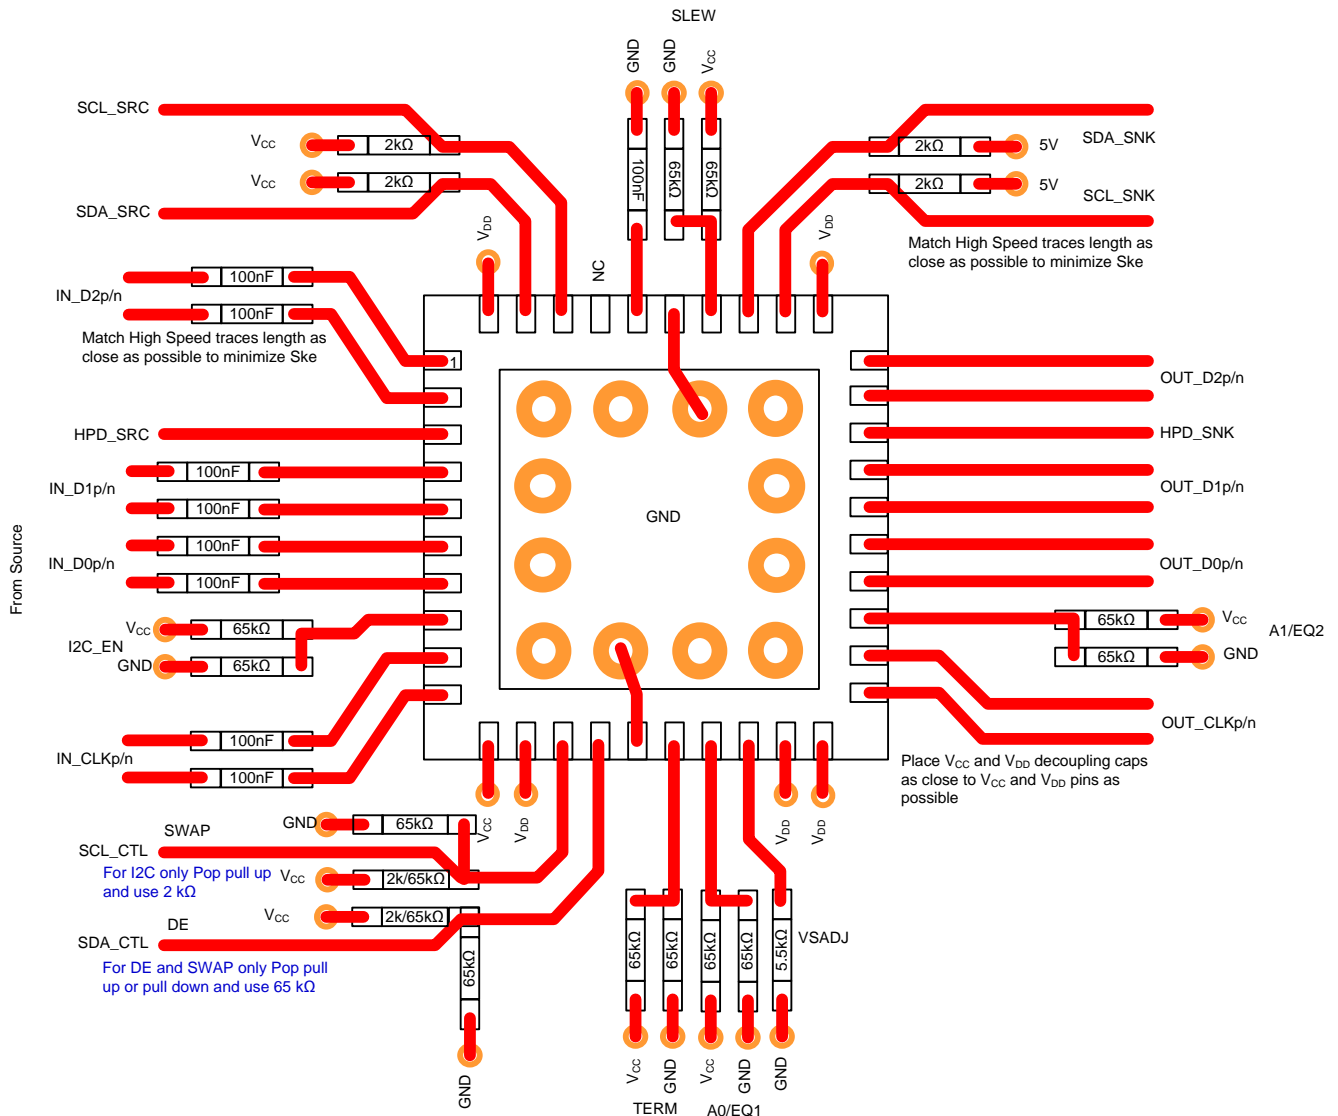 SLEW
GND
GND
VCC
SCL_SRC
VCC
2kΩ
VCC
2kΩ
SDA_SRC
100nF
65kΩ
65kΩ
2kΩ
5V
SDA_SNK
2kΩ
5V
SCL_SNK
Match High Speed traces length as
close as possible to minimize Ske
VDD
NC
VDD
100nF
IN_D2p/n
100nF
Match High Speed traces length as
close as possible to minimize Ske
1
OUT_D2p/n
HPD_SRC
HPD_SNK
100nF
IN_D1p/n
100nF
OUT_D1p/n
GND
From Source
100nF
IN_D0p/n
100nF
OUT_D0p/n
VCC
65kΩ
I2C_EN
GND
65kΩ
65kΩ
VCC
A1/EQ2
65kΩ
GND
100nF
IN_CLKp/n
100nF
OUT_CLKp/n
Place VCC and VDD decoupling caps
as close to VCC and VDD pins as
possible
VCC
VDD
VDD
VDD
GND
65kΩ
SWAP
SCL_CTL
For I2C only Pop pull up
and use 2 kΩ
VCC
2k/65kΩ
VCC
2k/65kΩ
DE
SDA_CTL
For DE and SWAP only Pop pull
up or pull down and use 65 kΩ
65kΩ
GND
65kΩ
65kΩ
65kΩ
65kΩ
5.5kΩ
VSADJ
VCC
GND
VCC
GND
GND
TERM
A0/EQ1